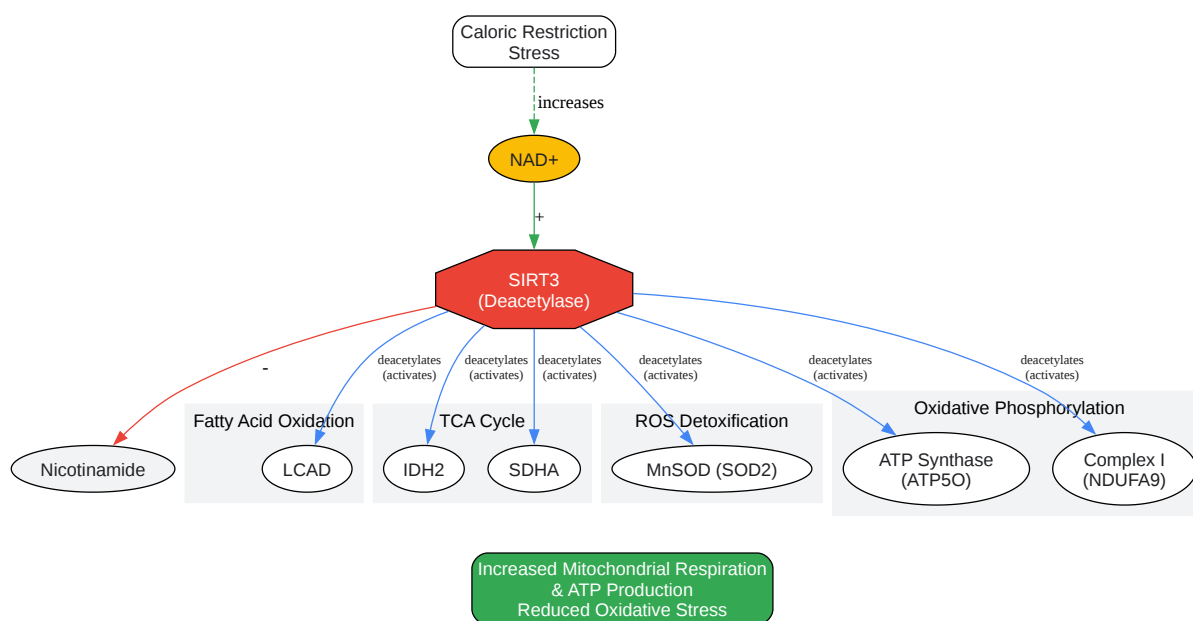 Caloric Restriction
Stress
increases
NAD+
+
SIRT3
(Deacetylase)
-
deacetylates
(activates)
deacetylates
(activates)
deacetylates
(activates)
deacetylates
(activates)
deacetylates
(activates)
deacetylates
(activates)
Fatty Acid Oxidation
TCA Cycle
ROS Detoxification
Oxidative Phosphorylation
Nicotinamide
LCAD
IDH2
SDHA
MnSOD (SOD2)
ATP Synthase
(ATP5O)
Complex I
(NDUFA9)
Increased Mitochondrial Respiration
& ATP Production
Reduced Oxidative Stress